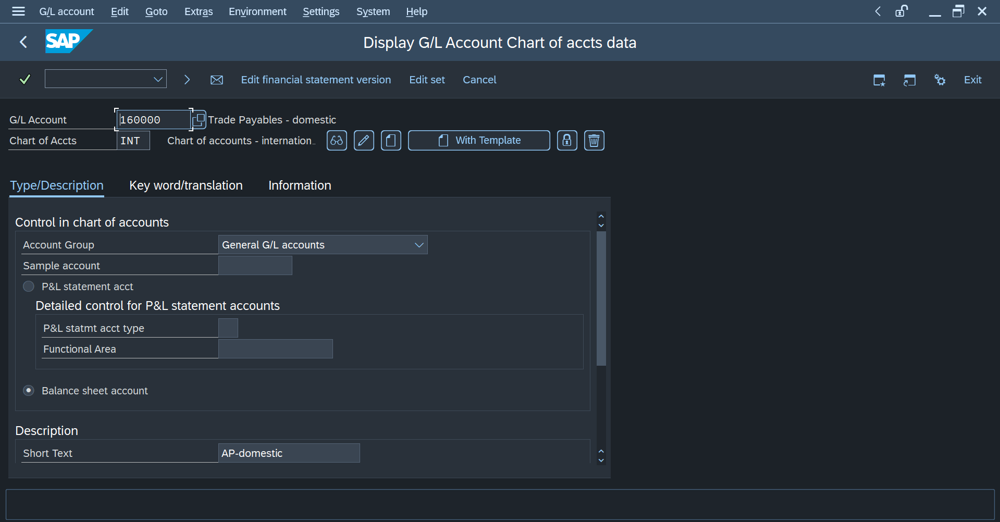 G/L account Edit Goto Extras Environment Settings System Help
SAP Display G/L Account Chart of accts data
Edit financial statement version Edit set Cancel Exit
G/L Account 160000 Trade Payables - domestic
Chart of Accts INT Chart of accounts - internation... With Template
Type/Description Key word/translation Information
Control in chart of accounts
Account Group General G/L accounts
Sample account
P&L statement acct
Detailed control for P&L statement accounts
P&L statmt acct type
Functional Area
Balance sheet account
Description
Short Text AP-domestic